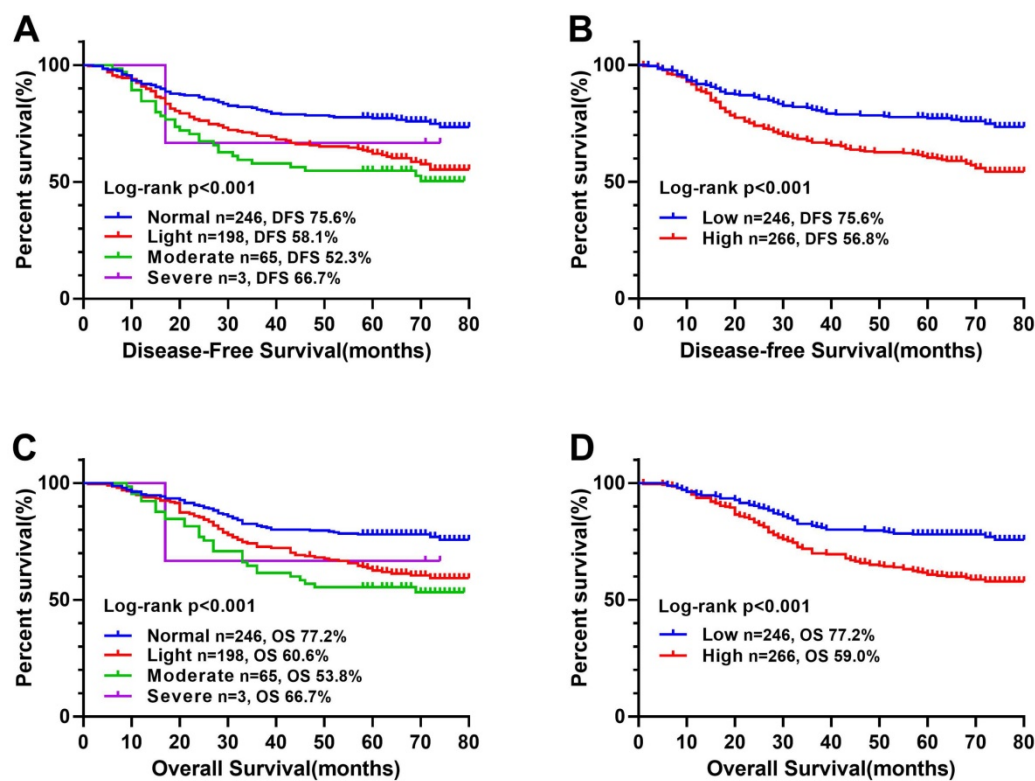 A
Percent survival(%)
100
50
0
Log-rank p<0.001
Normal n=246, DFS 75.6%
Light n=198, DFS 58.1%
Moderate n=65, DFS 52.3%
Severe n=3, DFS 66.7%
0 10 20 30 40 50 60 70 80
Disease-Free Survival(months)
B
Percent survival(%)
100
50
0
Log-rank p<0.001
Low n=246, DFS 75.6%
High n=266, DFS 56.8%
0 10 20 30 40 50 60 70 80
Disease-free Survival(months)
C
Percent survival(%)
100
50
0
Log-rank p<0.001
Normal n=246, OS 77.2%
Light n=198, OS 60.6%
Moderate n=65, OS 53.8%
Severe n=3, OS 66.7%
0 10 20 30 40 50 60 70 80
Overall Survival(months)
D
Percent survival(%)
100
50
0
Log-rank p<0.001
Low n=246, OS 77.2%
High n=266, OS 59.0%
0 10 20 30 40 50 60 70 80
Overall Survival(months)